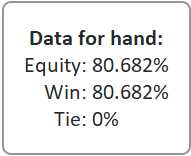 Data for hand:
Equity: 80.682%
Win: 80.682%
Tie: 0%